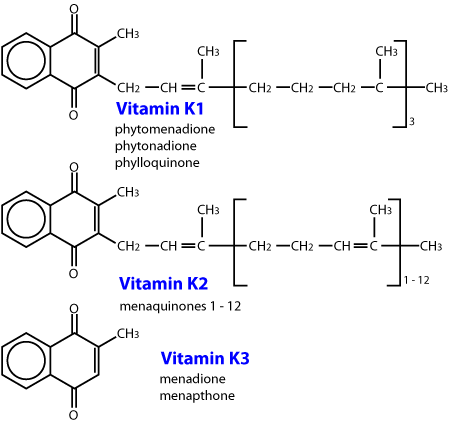 O
CH3
CH3 CH3
CH2 CH C CH2 CH2 CH2 C CH3
O
3
Vitamin K1
phytomenadione
phytonadione
phylloquinone
O
CH3
CH3 CH3
CH2 CH C CH2 CH2 CH C CH3
O
1 - 12
Vitamin K2
menaquinones 1 - 12
O
CH3
Vitamin K3
menadione
menapthone
O